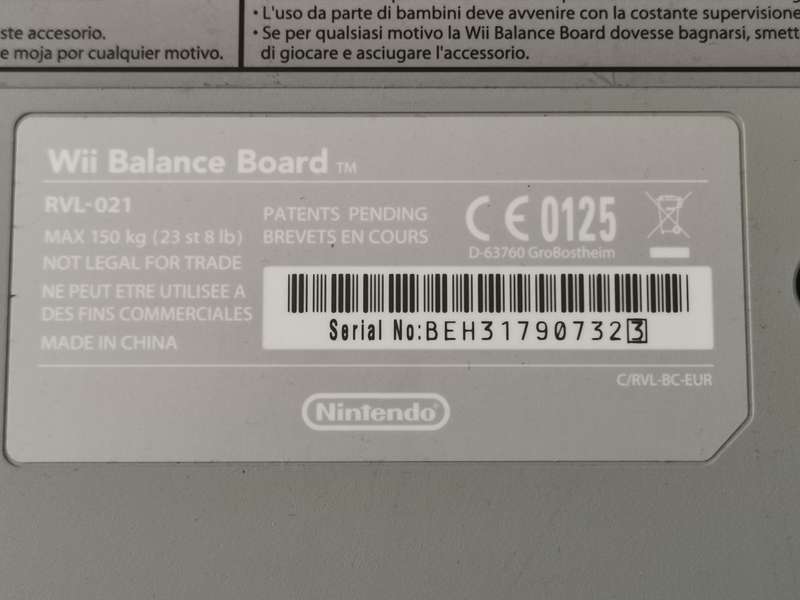 ste accesorio.
e moja por cualquier motivo.
• L'uso da parte di bambini deve avvenire con la costante supervisione
• Se per qualsiasi motivo la Wii Balance Board dovesse bagnarsi, smett
di giocare e asciugare l'accessorio.
Wii Balance Board TM
RVL-021
MAX 150 kg (23 st 8 lb)
NOT LEGAL FOR TRADE
NE PEUT ETRE UTILISEE A
DES FINS COMMERCIALES
MADE IN CHINA
PATENTS PENDING
BREVETS EN COURS
CE 0125
D-63760 GroBostheim
Serial No:BEH317907323
C/RVL-BC-EUR
Nintendo®